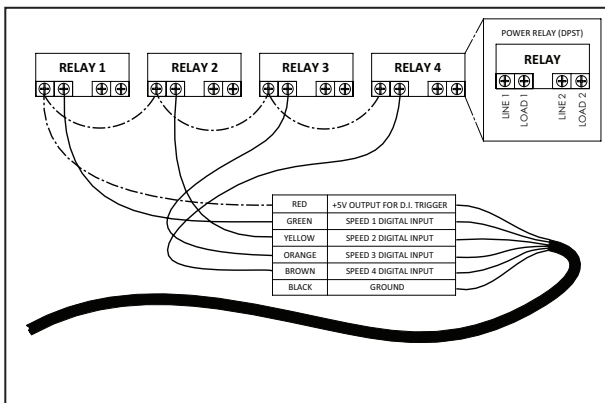 POWER RELAY (DPST)
RELAY
LINE 1
LOAD 1
LINE 2
LOAD 2
RELAY 1
RELAY 2
RELAY 3
RELAY 4
RED +5V OUTPUT FOR D.I. TRIGGER
GREEN SPEED 1 DIGITAL INPUT
YELLOW SPEED 2 DIGITAL INPUT
ORANGE SPEED 3 DIGITAL INPUT
BROWN SPEED 4 DIGITAL INPUT
BLACK GROUND